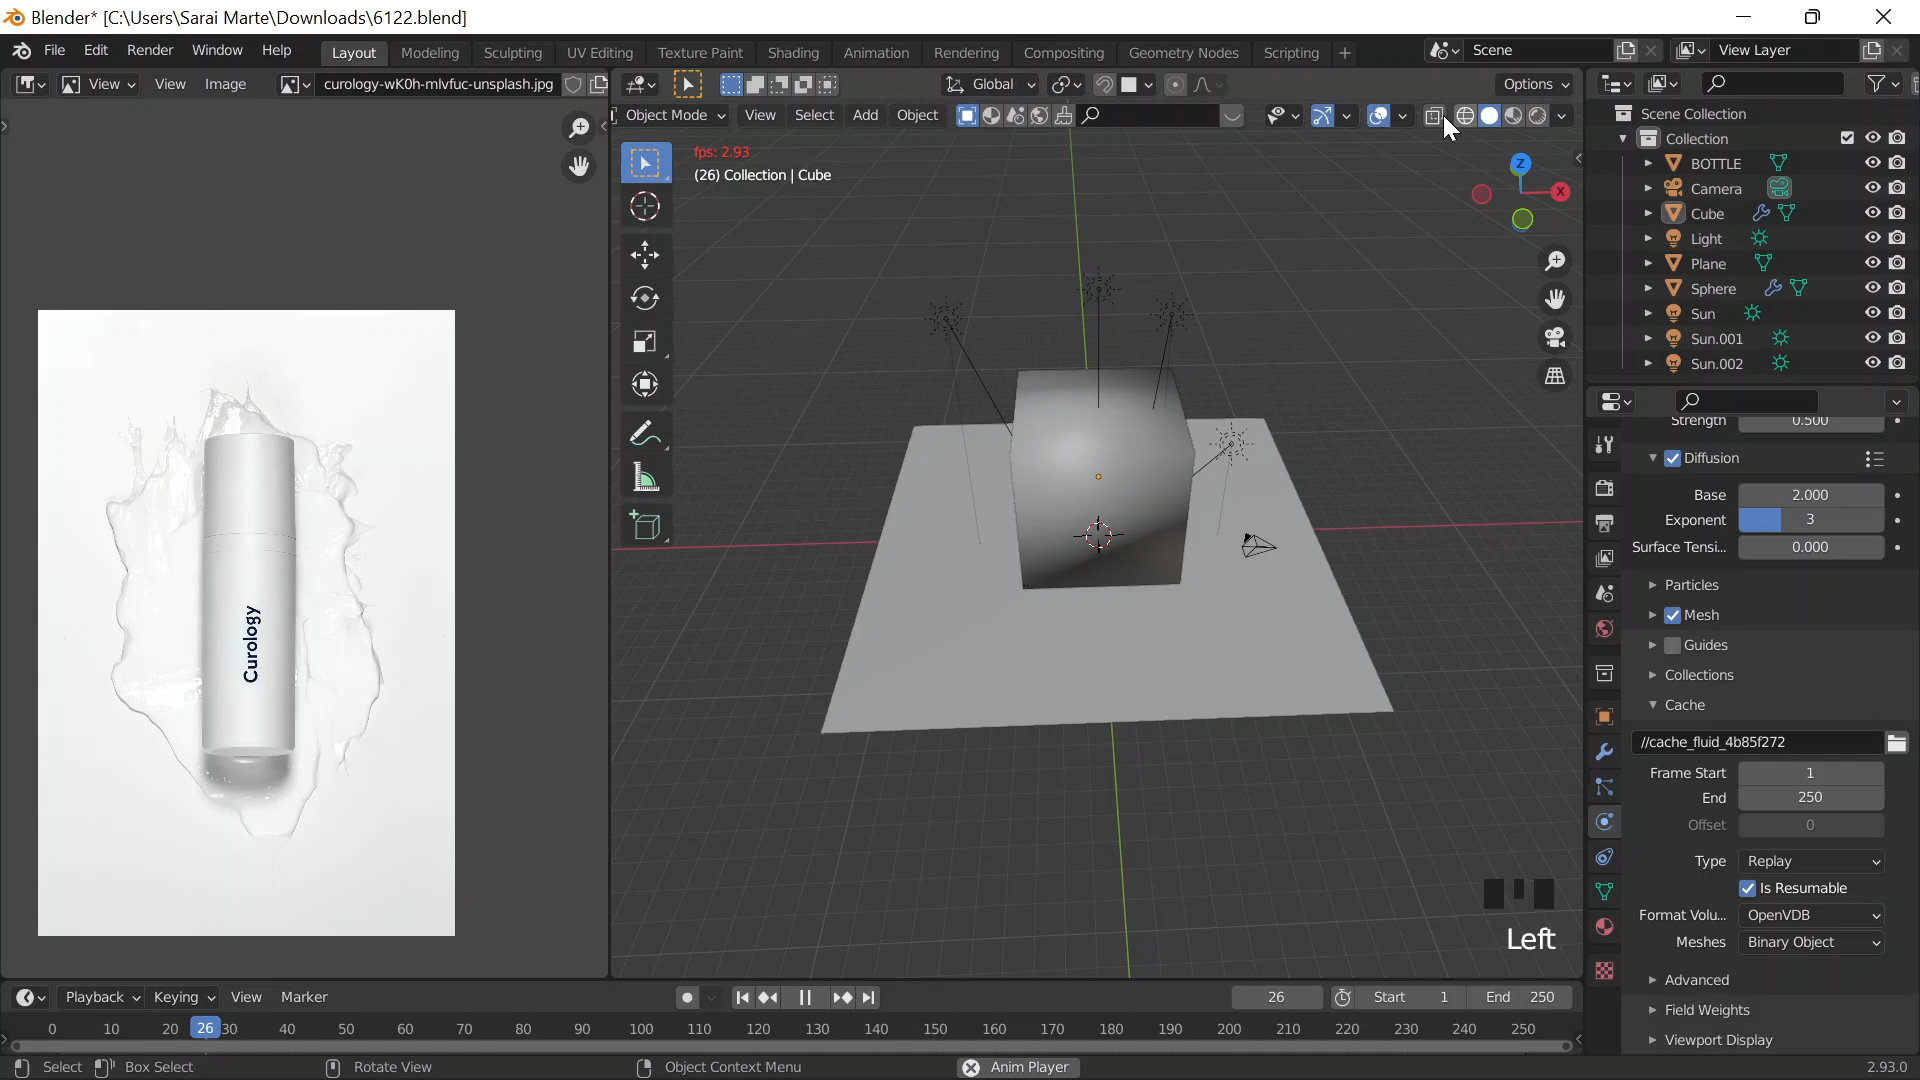 Blender* [C:\Users\Sarai Marte\Downloads\6122.blend]
File Edit Render Window Help Layout Modeling Sculpting UV Editing Texture Paint Shading Animation Rendering Compositing Geometry Nodes Scripting + Scene View Layer
View View Image curology-wK0h-mlvfuc-unsplash.jpg Global Options
Object Mode View Select Add Object
fps: 2.93
(26) Collection | Cube
Z
X
Scene Collection
Collection
BOTTLE
Camera
Cube
Light
Plane
Sphere
Sun
Sun.001
Sun.002
Strength 0.500
Diffusion
Base 2.000
Exponent 3
Surface Tensi... 0.000
Particles
Mesh
Guides
Collections
Cache
//cache_fluid_4b85f272
Frame Start 1
End 250
Offset 0
Type Replay
Is Resumable
Format Volu... OpenVDB
Meshes Binary Object
Advanced
Field Weights
Viewport Display
Curology
Left
Playback Keying View Marker 26 Start 1 End 250
0 10 20 26 30 40 50 60 70 80 90 100 110 120 130 140 150 160 170 180 190 200 210 220 230 240 250
Select Box Select Rotate View Object Context Menu Anim Player 2.93.0